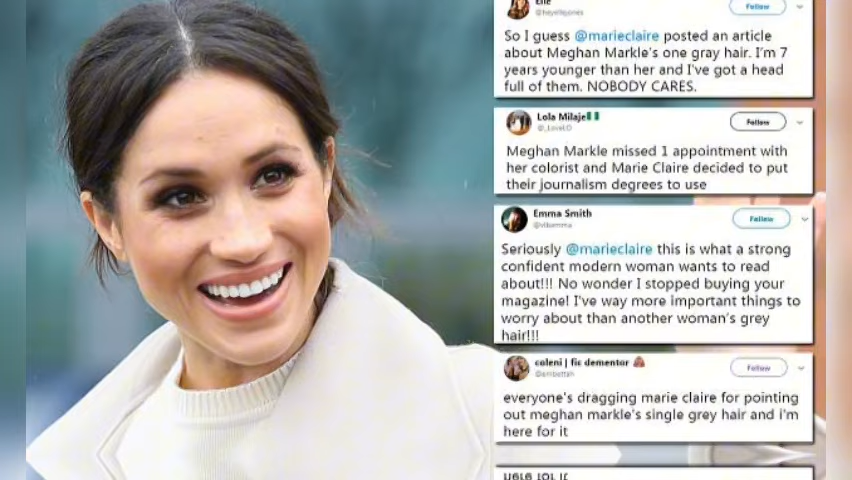 Elle
@hayellejones
Follow
So I guess @marieclaire posted an article
about Meghan Markle's one gray hair. I'm 7
years younger than her and I've got a head
full of them. NOBODY CARES.
Lola Milaje
Follow
Meghan Markle missed 1 appointment with
her colorist and Marie Claire decided to put
their journalism degrees to use
Emma Smith
Follow
Seriously @marieclaire this is what a strong
confident modern woman wants to read
about!!! No wonder I stopped buying your
magazine! I've way more important things to
worry about than another woman's grey
hair!!!
caleni | fic dementor
Follow
everyone's dragging marie claire for pointing
out meghan markle's single grey hair and i'm
here for it